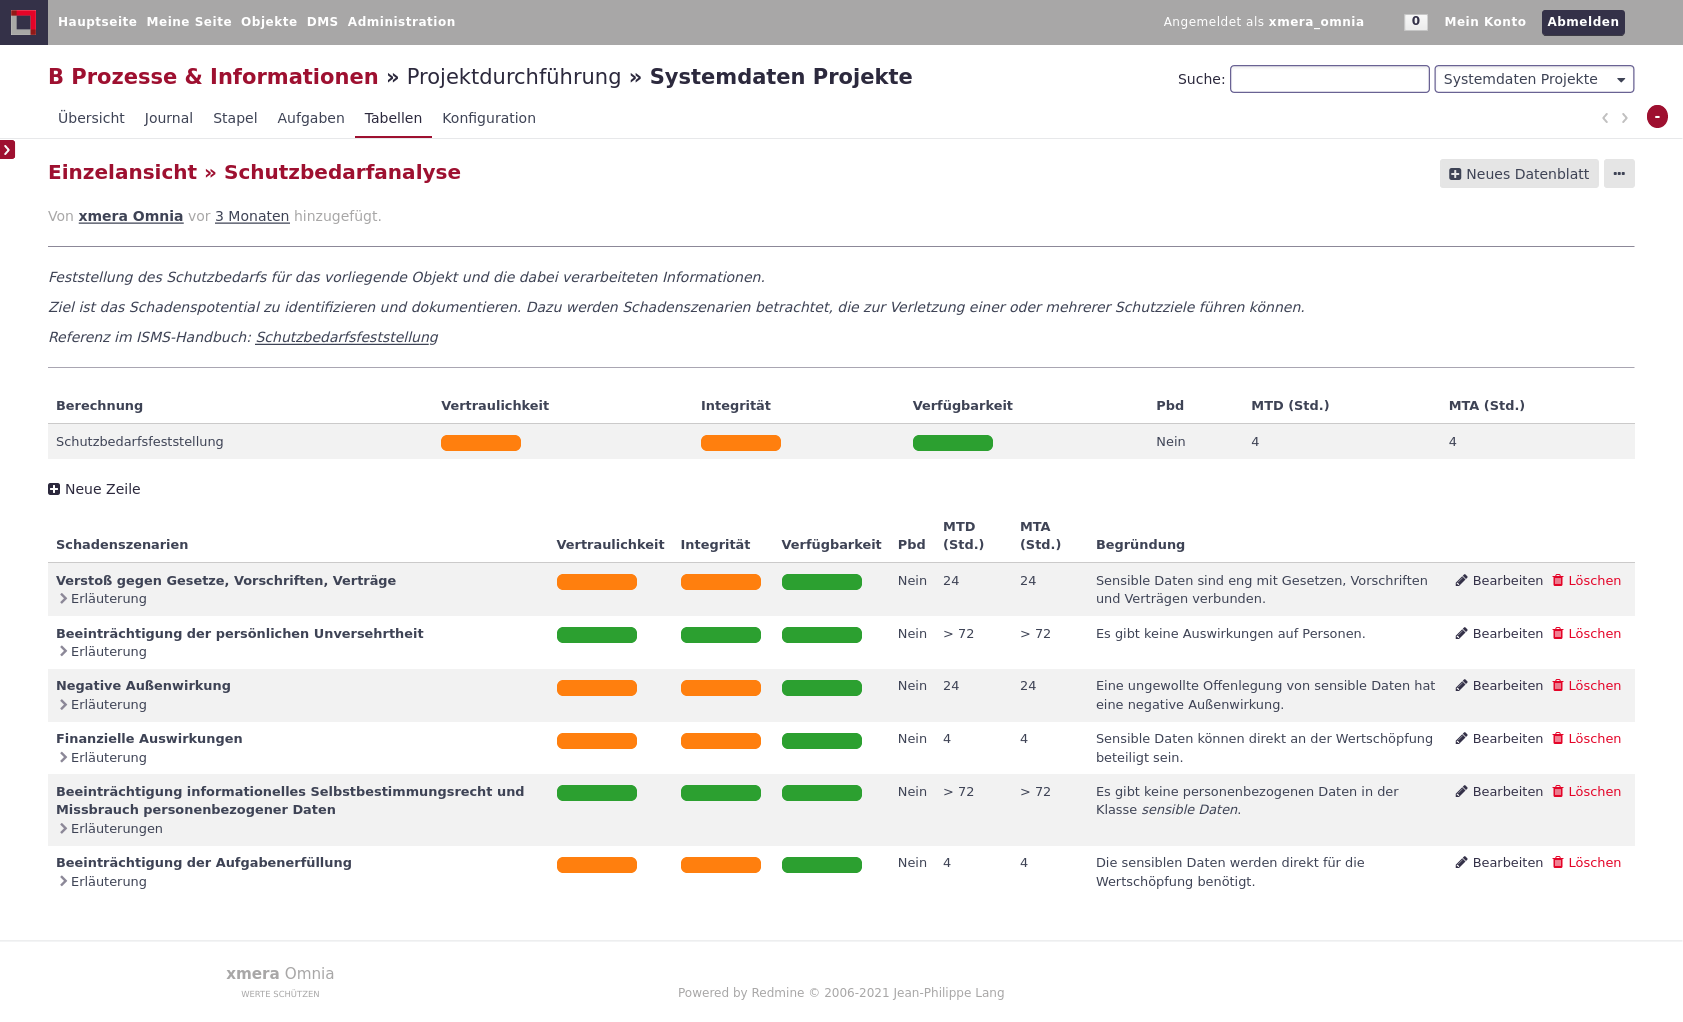 Hauptseite Meine Seite Objekte DMS Administration
Angemeldet als xmera_omnia 0 Mein Konto Abmelden
B Prozesse & Informationen » Projektdurchführung » Systemdaten Projekte
Suche: Systemdaten Projekte
Übersicht Journal Stapel Aufgaben Tabellen Konfiguration
-
Einzelansicht » Schutzbedarfanalyse
Neues Datenblatt
Von xmera Omnia vor 3 Monaten hinzugefügt.
Feststellung des Schutzbedarfs für das vorliegende Objekt und die dabei verarbeiteten Informationen.
Ziel ist das Schadenspotential zu identifizieren und dokumentieren. Dazu werden Schadenszenarien betrachtet, die zur Verletzung einer oder mehrerer Schutzziele führen können.
Referenz im ISMS-Handbuch: Schutzbedarfsfeststellung
Berechnung Vertraulichkeit Integrität Verfügbarkeit Pbd MTD (Std.) MTA (Std.)
Schutzbedarfsfeststellung Nein 4 4
Neue Zeile
Schadenszenarien Vertraulichkeit Integrität Verfügbarkeit Pbd MTD (Std.) MTA (Std.) Begründung
Verstoß gegen Gesetze, Vorschriften, Verträge Nein 24 24 Sensible Daten sind eng mit Gesetzen, Vorschriften Bearbeiten Löschen
Erläuterung und Verträgen verbunden.
Beeinträchtigung der persönlichen Unversehrtheit Nein > 72 > 72 Es gibt keine Auswirkungen auf Personen. Bearbeiten Löschen
Erläuterung
Negative Außenwirkung Nein 24 24 Eine ungewollte Offenlegung von sensible Daten hat Bearbeiten Löschen
Erläuterung eine negative Außenwirkung.
Finanzielle Auswirkungen Nein 4 4 Sensible Daten können direkt an der Wertschöpfung Bearbeiten Löschen
Erläuterung beteiligt sein.
Beeinträchtigung informationelles Selbstbestimmungsrecht und Nein > 72 > 72 Es gibt keine personenbezogenen Daten in der Bearbeiten Löschen
Missbrauch personenbezogener Daten Klasse sensible Daten.
Erläuterungen
Beeinträchtigung der Aufgabenerfüllung Nein 4 4 Die sensiblen Daten werden direkt für die Bearbeiten Löschen
Erläuterung Wertschöpfung benötigt.
xmera Omnia
WERTE SCHÜTZEN
Powered by Redmine © 2006-2021 Jean-Philippe Lang